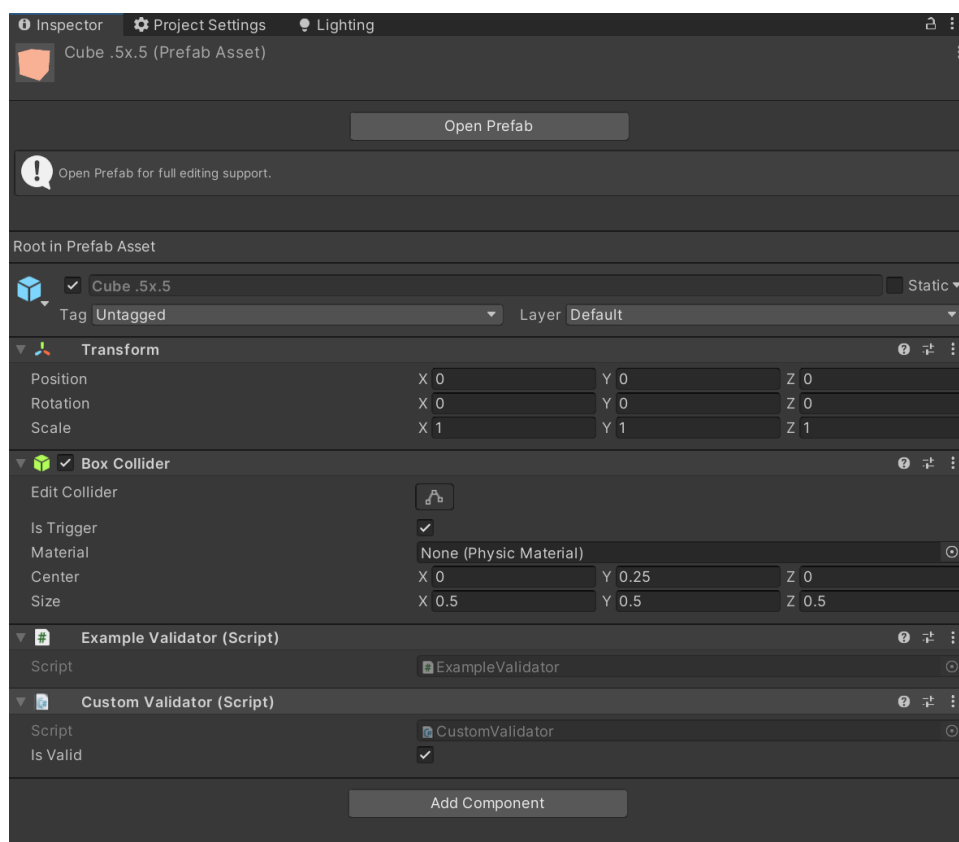 Inspector Project Settings Lighting
Cube .5x.5 (Prefab Asset)
Open Prefab
Open Prefab for full editing support.
Root in Prefab Asset
Cube .5x.5 Static
Tag Untagged Layer Default
Transform
Position X 0 Y 0 Z 0
Rotation X 0 Y 0 Z 0
Scale X 1 Y 1 Z 1
Box Collider
Edit Collider
Is Trigger
Material None (Physic Material)
Center X 0 Y 0.25 Z 0
Size X 0.5 Y 0.5 Z 0.5
# Example Validator (Script)
Script # ExampleValidator
Custom Validator (Script)
Script CustomValidator
Is Valid
Add Component